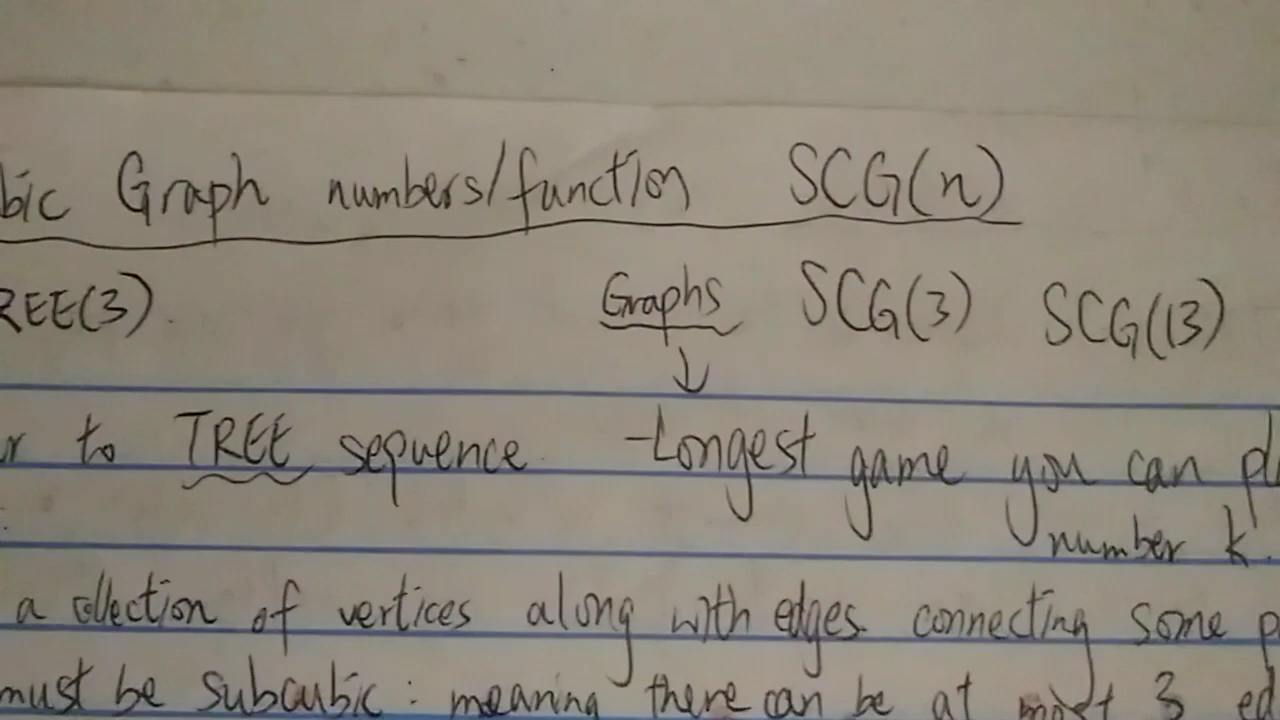 bic Graph numbers/function SCG(n)
REE(3). Graphs SCG(3) SCG(13)
↓
r to TREE sequence -Longest game you can pl
number k.
a collection of vertices along with edges connecting some p
must be subcubic: meaning there can be at most 3 ed